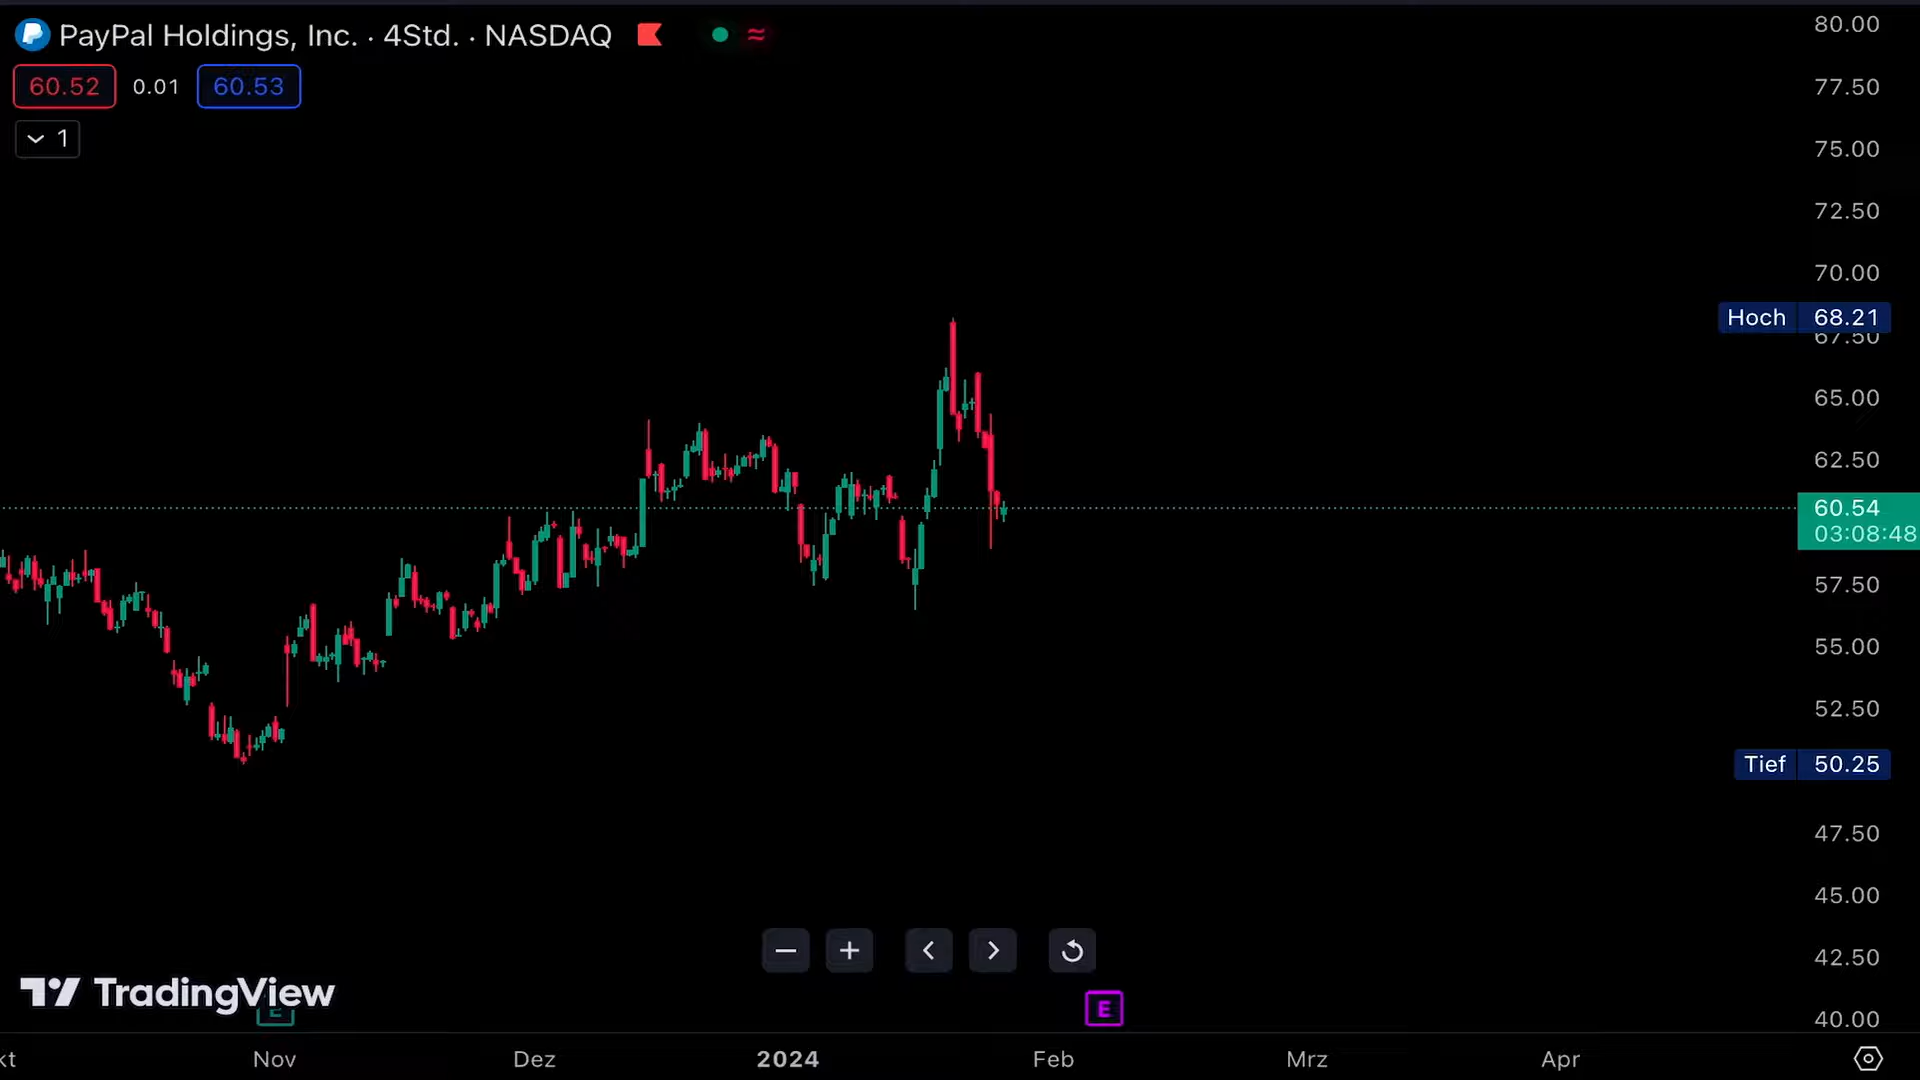 PayPal Holdings, Inc. · 4Std. · NASDAQ
60.52 0.01 60.53
1
80.00
77.50
75.00
72.50
70.00
Hoch 68.21
67.50
65.00
62.50
60.54
03:08:48
57.50
55.00
52.50
Tief 50.25
47.50
45.00
42.50
40.00
TradingView
E
E
kt Nov Dez 2024 Feb Mrz Apr